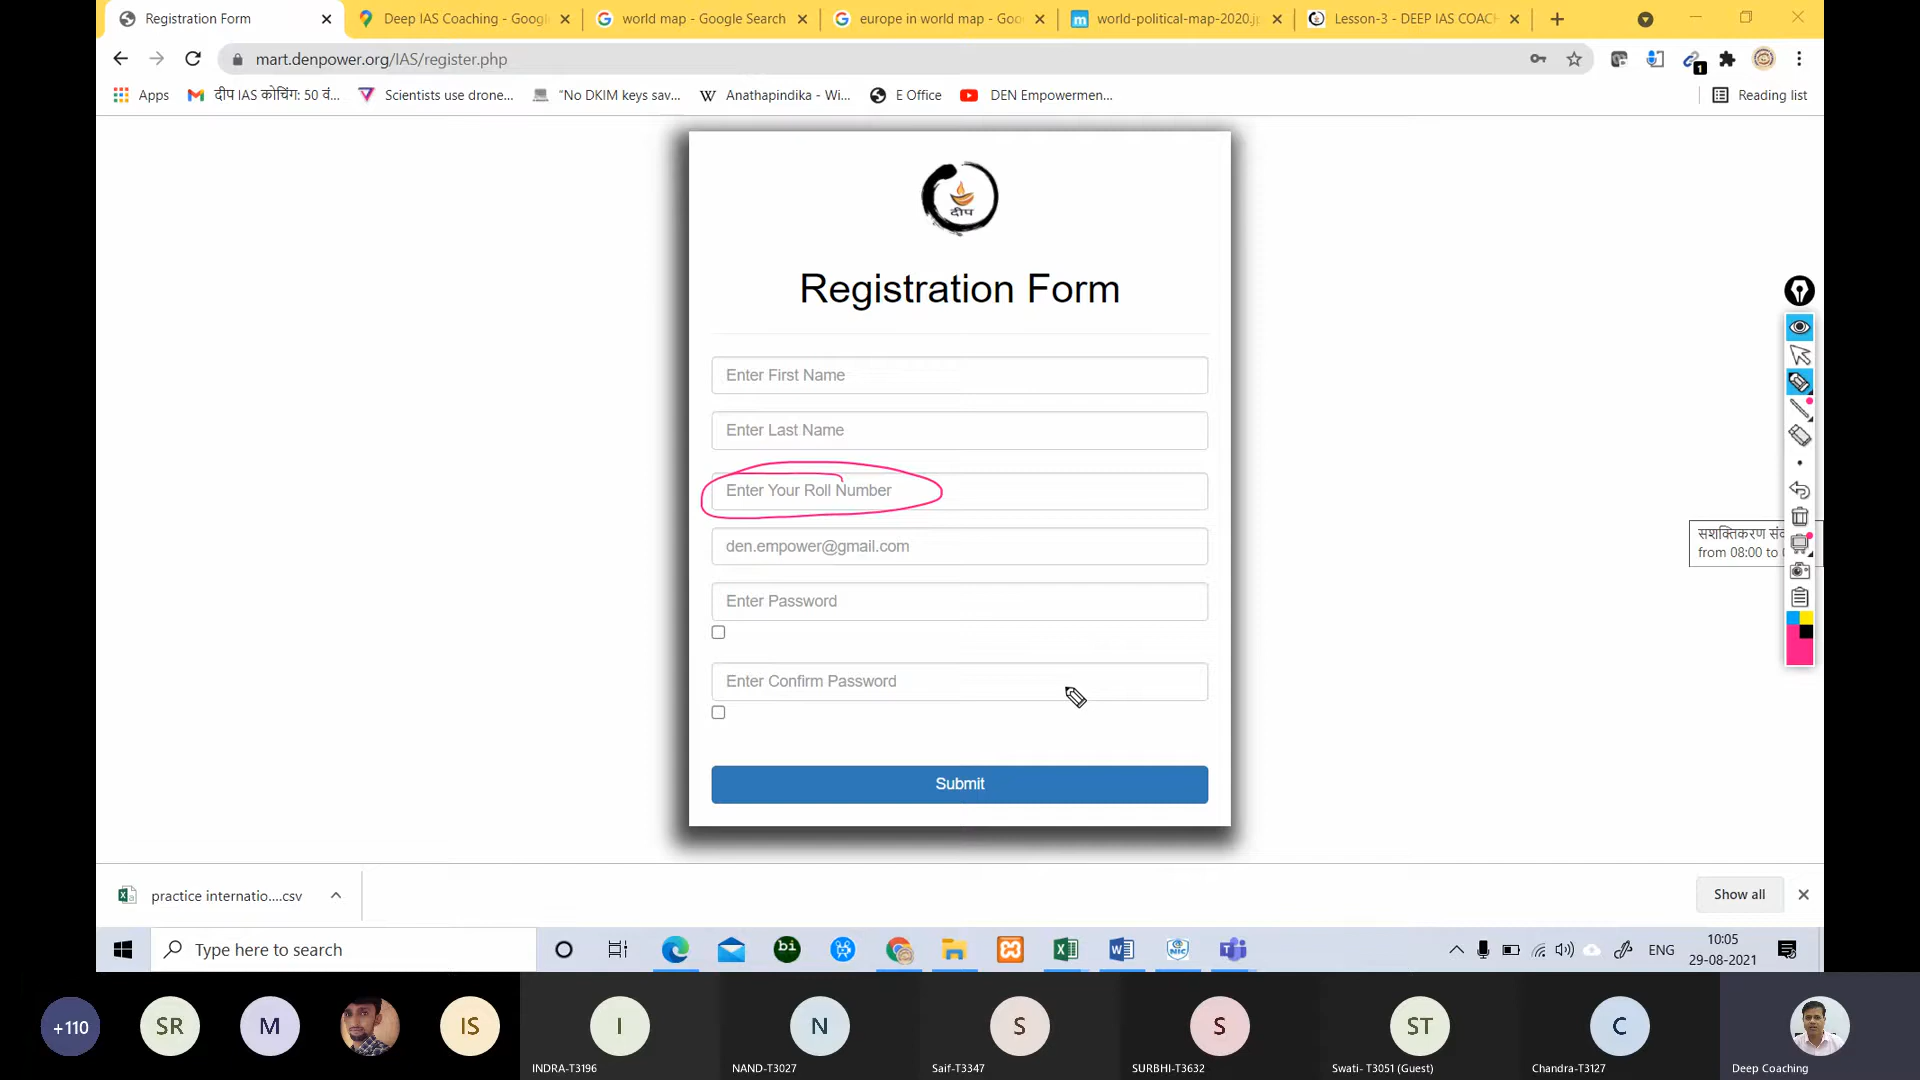 Registration Form
Deep IAS Coaching - Googl
world map - Google Search
europe in world map - Goo
world-political-map-2020.j
Lesson-3 - DEEP IAS COACH
mart.denpower.org/IAS/register.php
1
Apps
दीप IAS कोचिंग: 50 वं...
Scientists use drone...
"No DKIM keys sav...
Anathapindika - Wi...
E Office
DEN Empowermen...
Reading list
दीप
Registration Form
Enter First Name
Enter Last Name
Enter Your Roll Number
den.empower@gmail.com
Enter Password
Enter Confirm Password
Submit
सशक्तिकरण
from 08:00 to
practice internatio....csv
Show all
Type here to search
bi
NIC
ENG
10:05
29-08-2021
+110
SR
M
IS
I
N
S
S
ST
C
INDRA-T3196
NAND-T3027
Saif-T3347
SURBHI-T3632
Swati- T3051 (Guest)
Chandra-T3127
Deep Coaching